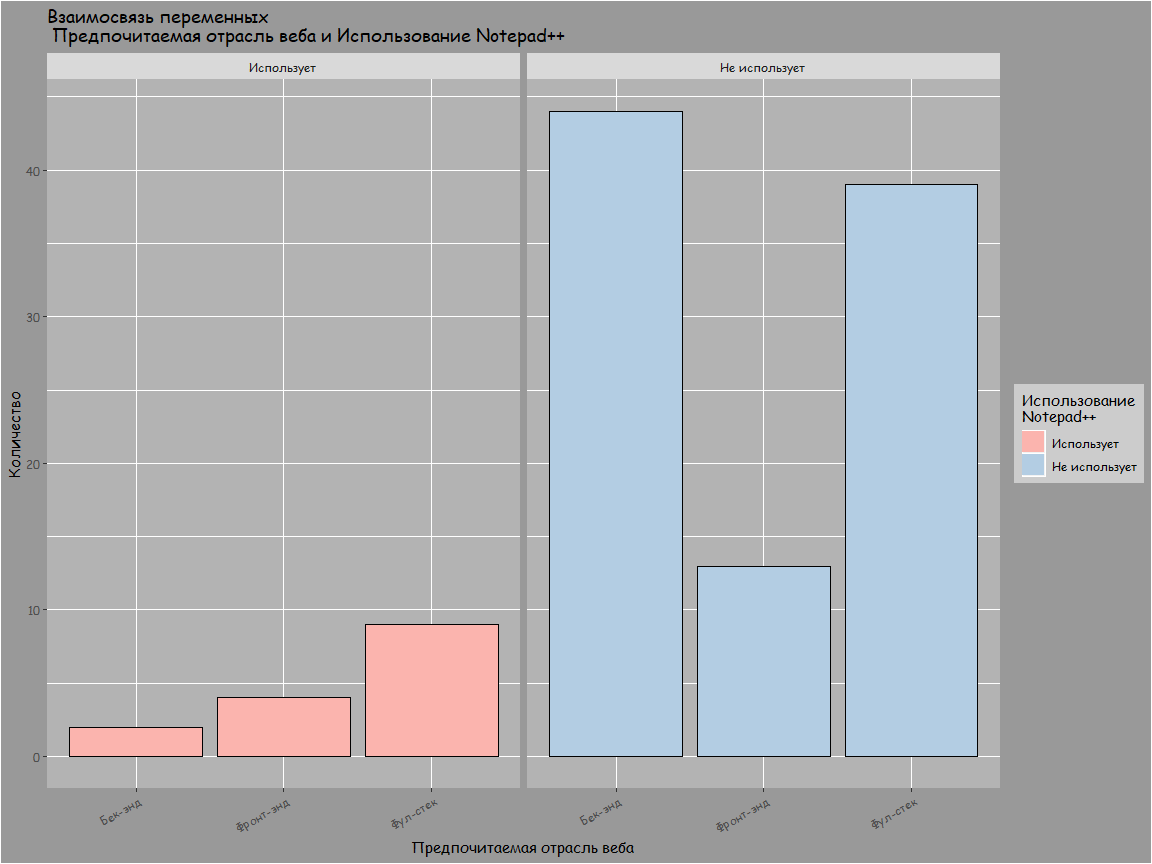 Взаимосвязь переменных
Предпочитаемая отрасль веба и Использование Notepad++
Использует
Не использует
Количество
40
30
20
10
0
Бек-энд
Фронт-энд
Фул-стек
Бек-энд
Фронт-энд
Фул-стек
Предпочитаемая отрасль веба
Использование
Notepad++
Использует
Не использует